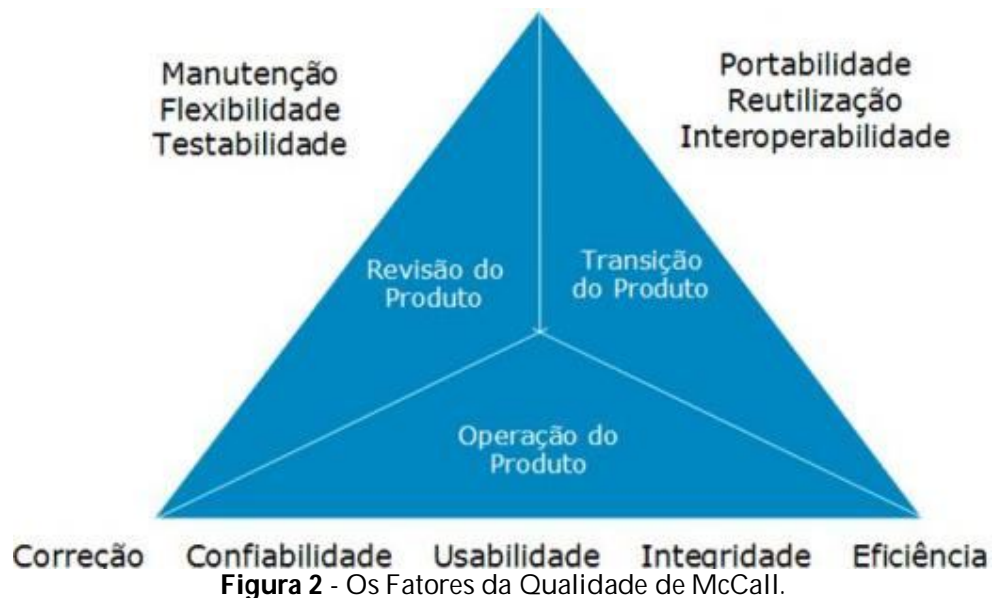 Manutenção
Flexibilidade
Testabilidade
Portabilidade
Reutilização
Interoperabilidade
Revisão do
Produto
Transição
do Produto
Operação do
Produto
Correção Confiabilidade Usabilidade Integridade Eficiência
Figura 2 - Os Fatores da Qualidade de McCall.